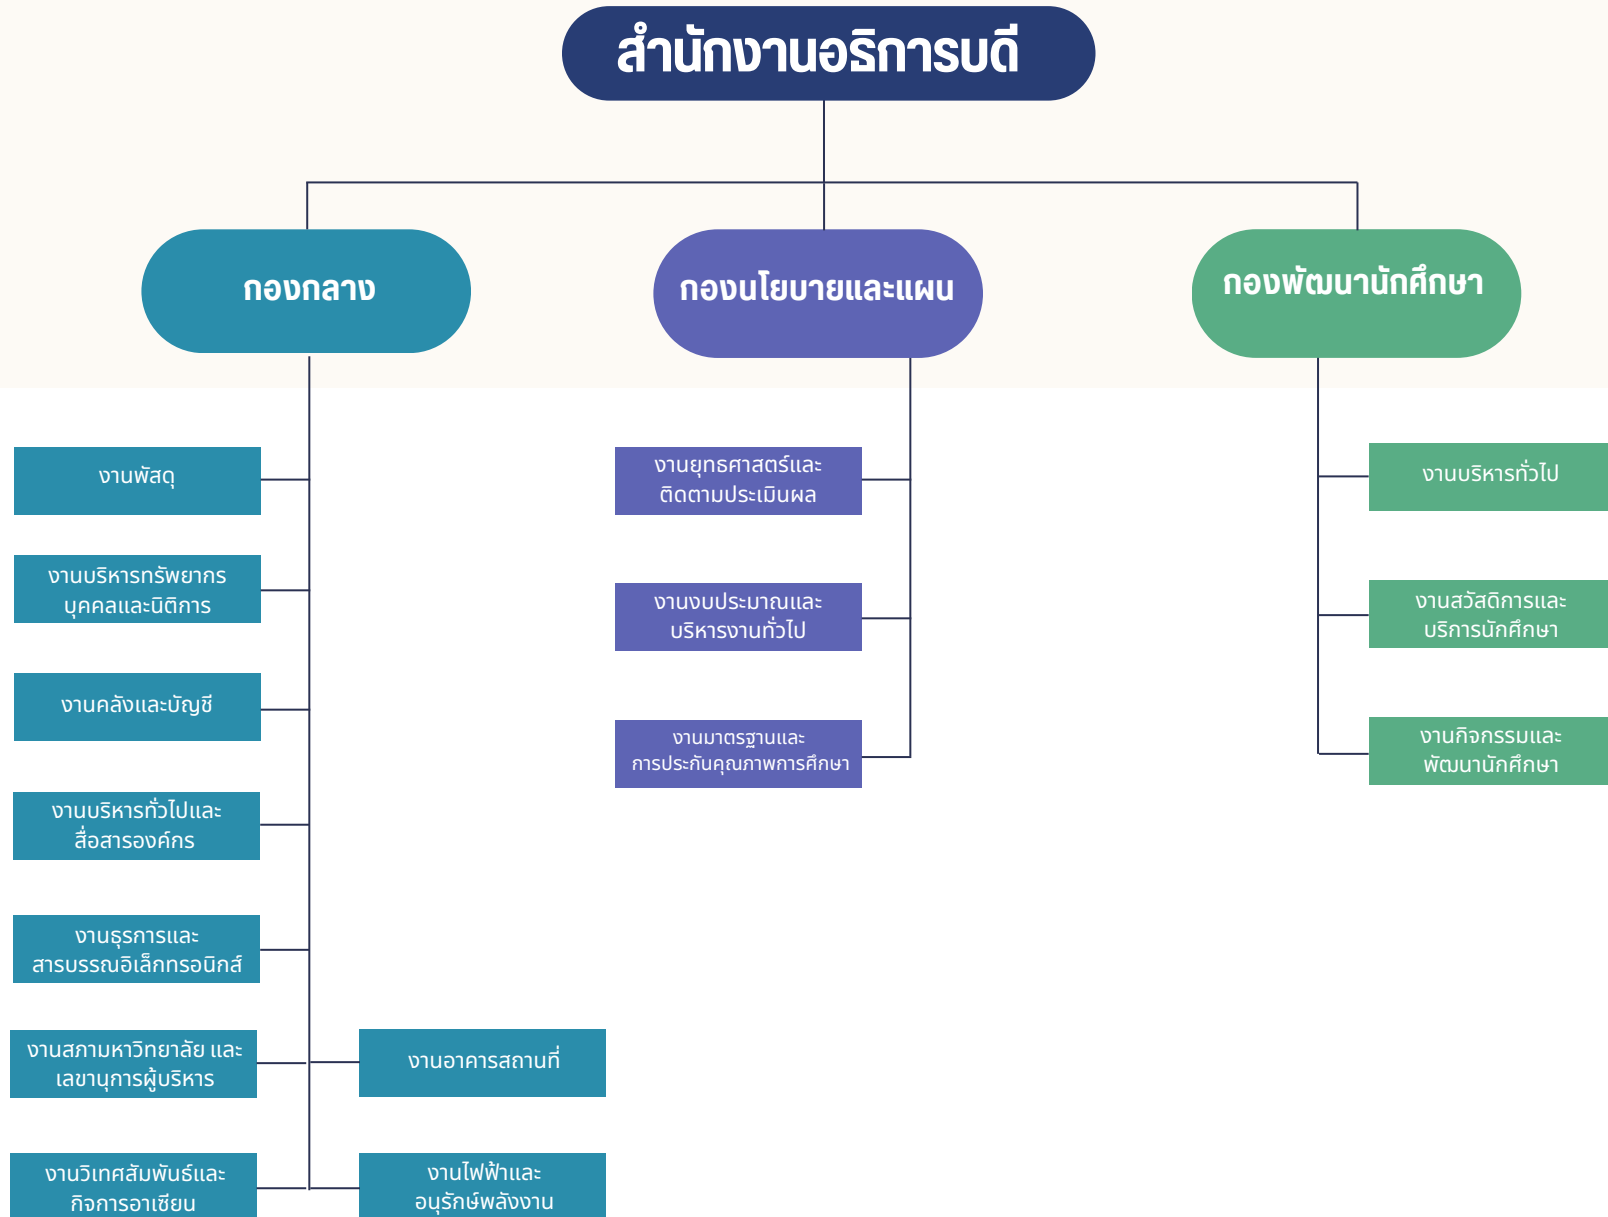 สำนักงานอธิการบดี
กองกลาง
กองนโยบายและแผน
กองพัฒนานักศึกษา
งานพัสดุ
งานบริหารทรัพยากร
บุคคลและนิติการ
งานคลังและบัญชี
งานบริหารทั่วไปและ
สื่อสารองค์กร
งานธุรการและ
สารบรรณอิเล็กทรอนิกส์
งานสภามหาวิทยาลัย และ
เลขานุการผู้บริหาร
งานวิเทศสัมพันธ์และ
กิจการอาเซียน
งานอาคารสถานที่
งานไฟฟ้าและ
อนุรักษ์พลังงาน
งานยุทธศาสตร์และ
ติดตามประเมินผล
งานงบประมาณและ
บริหารงานทั่วไป
งานมาตรฐานและ
การประกันคุณภาพการศึกษา
งานบริหารทั่วไป
งานสวัสดิการและ
บริการนักศึกษา
งานกิจกรรมและ
พัฒนานักศึกษา